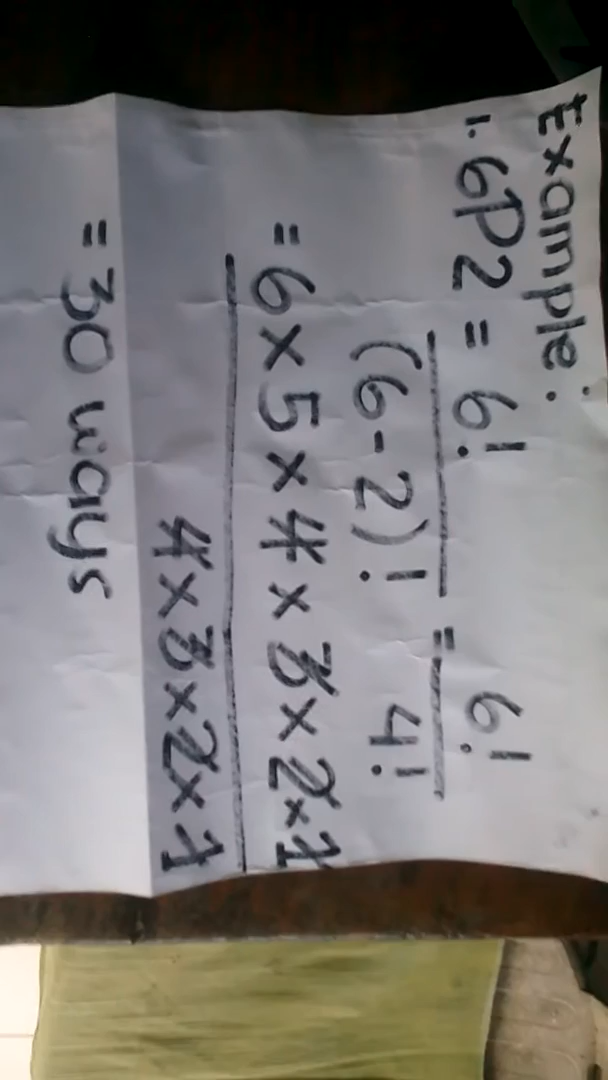 Example:
1. 6P2 = 6! / (6-2)! = 6! / 4!
= 6 x 5 x 4 x 3 x 2 x 1
4 x 3 x 2 x 1
= 30 ways